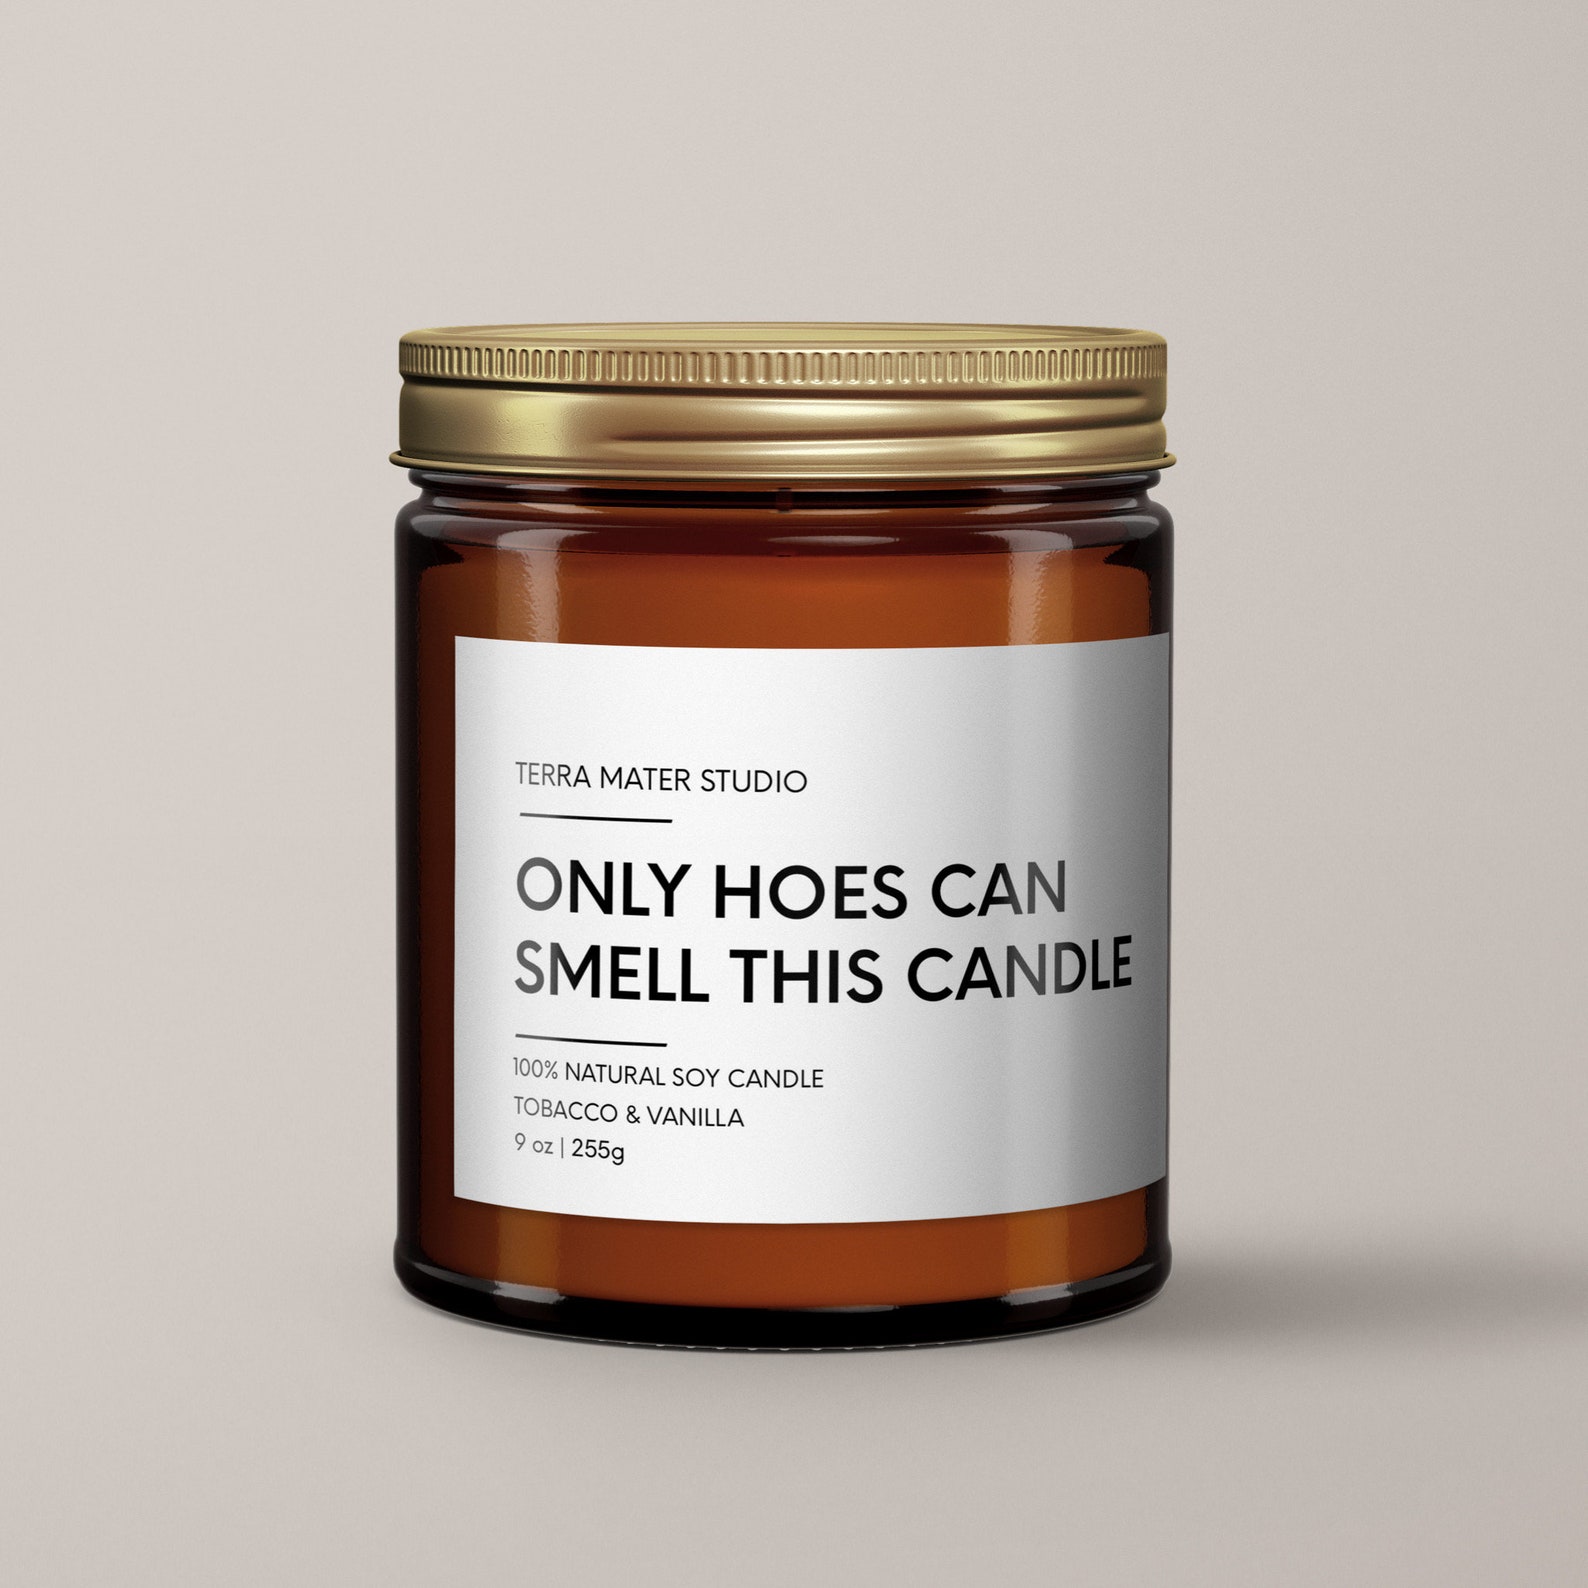 TERRA MATER STUDIO
ONLY HOES CAN
SMELL THIS CANDLE
100% NATURAL SOY CANDLE
TOBACCO & VANILLA
9 oz | 255g